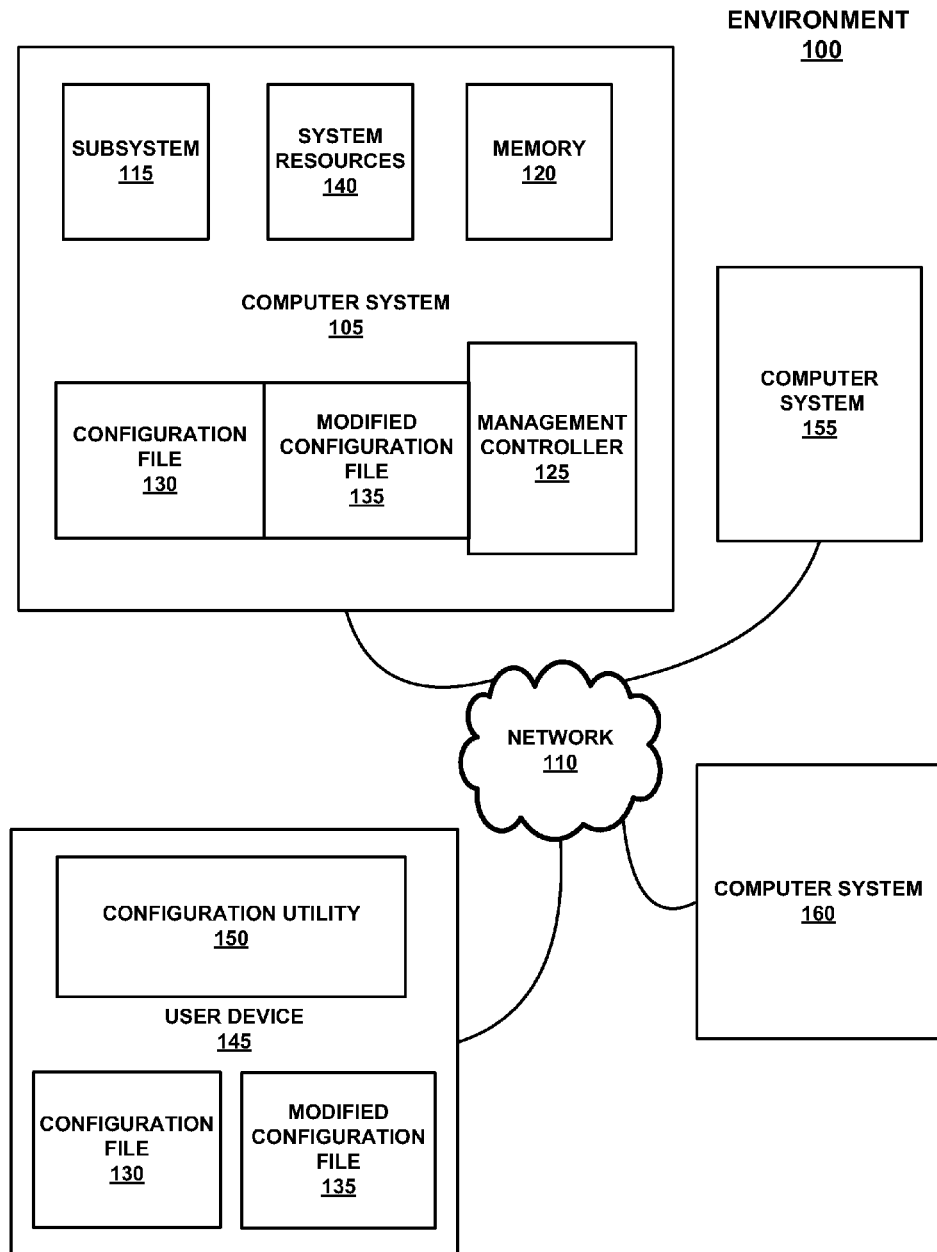 ENVIRONMENT
100
SUBSYSTEM
115
SYSTEM
RESOURCES
140
MEMORY
120
COMPUTER SYSTEM
105
CONFIGURATION
FILE
130
MODIFIED
CONFIGURATION
FILE
135
MANAGEMENT
CONTROLLER
125
COMPUTER
SYSTEM
155
NETWORK
110
COMPUTER SYSTEM
160
CONFIGURATION UTILITY
150
USER DEVICE
145
CONFIGURATION
FILE
130
MODIFIED
CONFIGURATION
FILE
135